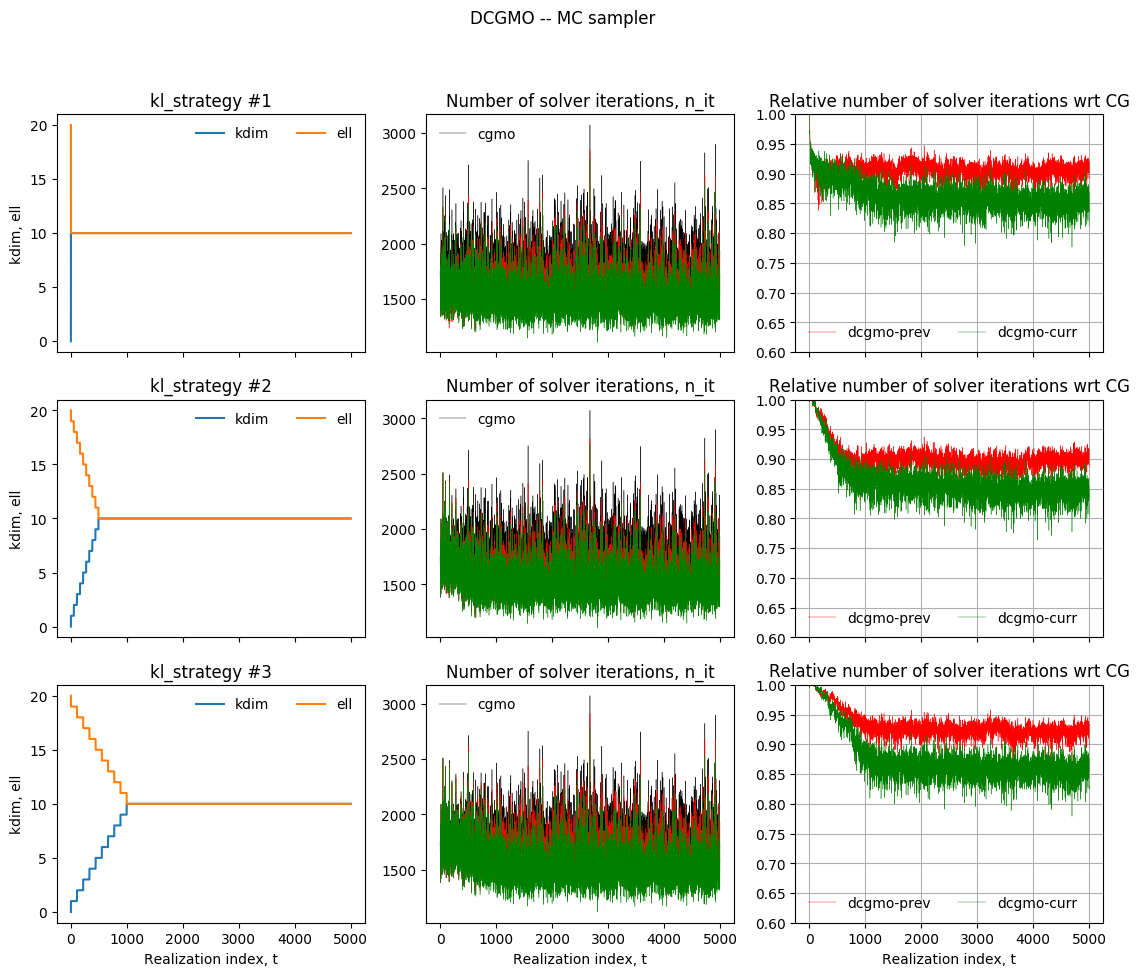 DCGMO -- MC sampler
kl_strategy #1
Number of solver iterations, n_it
Relative number of solver iterations wrt CG
kdim, ell
20
15
10
5
0
kdim
ell
3000
2500
2000
1500
cgmo
1.00
0.95
0.90
0.85
0.80
0.75
0.70
0.65
0.60
dcgmo-prev
dcgmo-curr
kl_strategy #2
Number of solver iterations, n_it
Relative number of solver iterations wrt CG
kdim, ell
20
15
10
5
0
kdim
ell
3000
2500
2000
1500
cgmo
1.00
0.95
0.90
0.85
0.80
0.75
0.70
0.65
0.60
dcgmo-prev
dcgmo-curr
kl_strategy #3
Number of solver iterations, n_it
Relative number of solver iterations wrt CG
kdim, ell
20
15
10
5
0
kdim
ell
0 1000 2000 3000 4000 5000
Realization index, t
3000
2500
2000
1500
cgmo
0 1000 2000 3000 4000 5000
Realization index, t
1.00
0.95
0.90
0.85
0.80
0.75
0.70
0.65
0.60
dcgmo-prev
dcgmo-curr
0 1000 2000 3000 4000 5000
Realization index, t